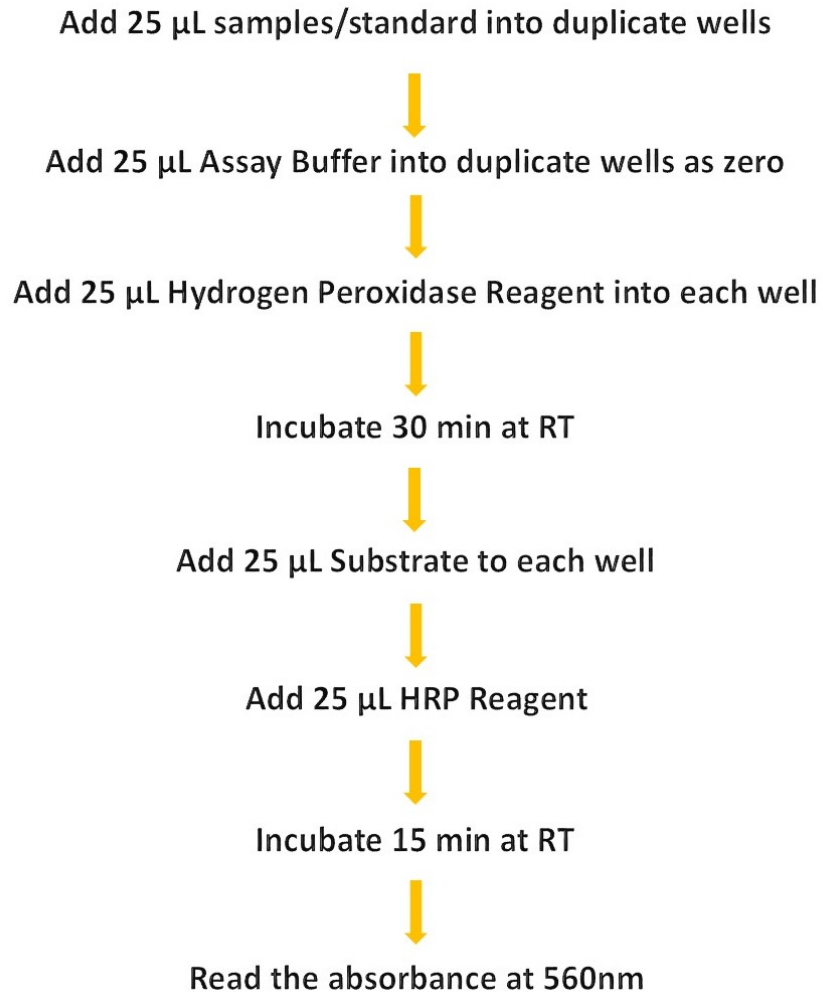 Add 25 µL samples/standard into duplicate wells
Add 25 µL Assay Buffer into duplicate wells as zero
Add 25 µL Hydrogen Peroxidase Reagent into each well
Incubate 30 min at RT
Add 25 µL Substrate to each well
Add 25 µL HRP Reagent
Incubate 15 min at RT
Read the absorbance at 560nm